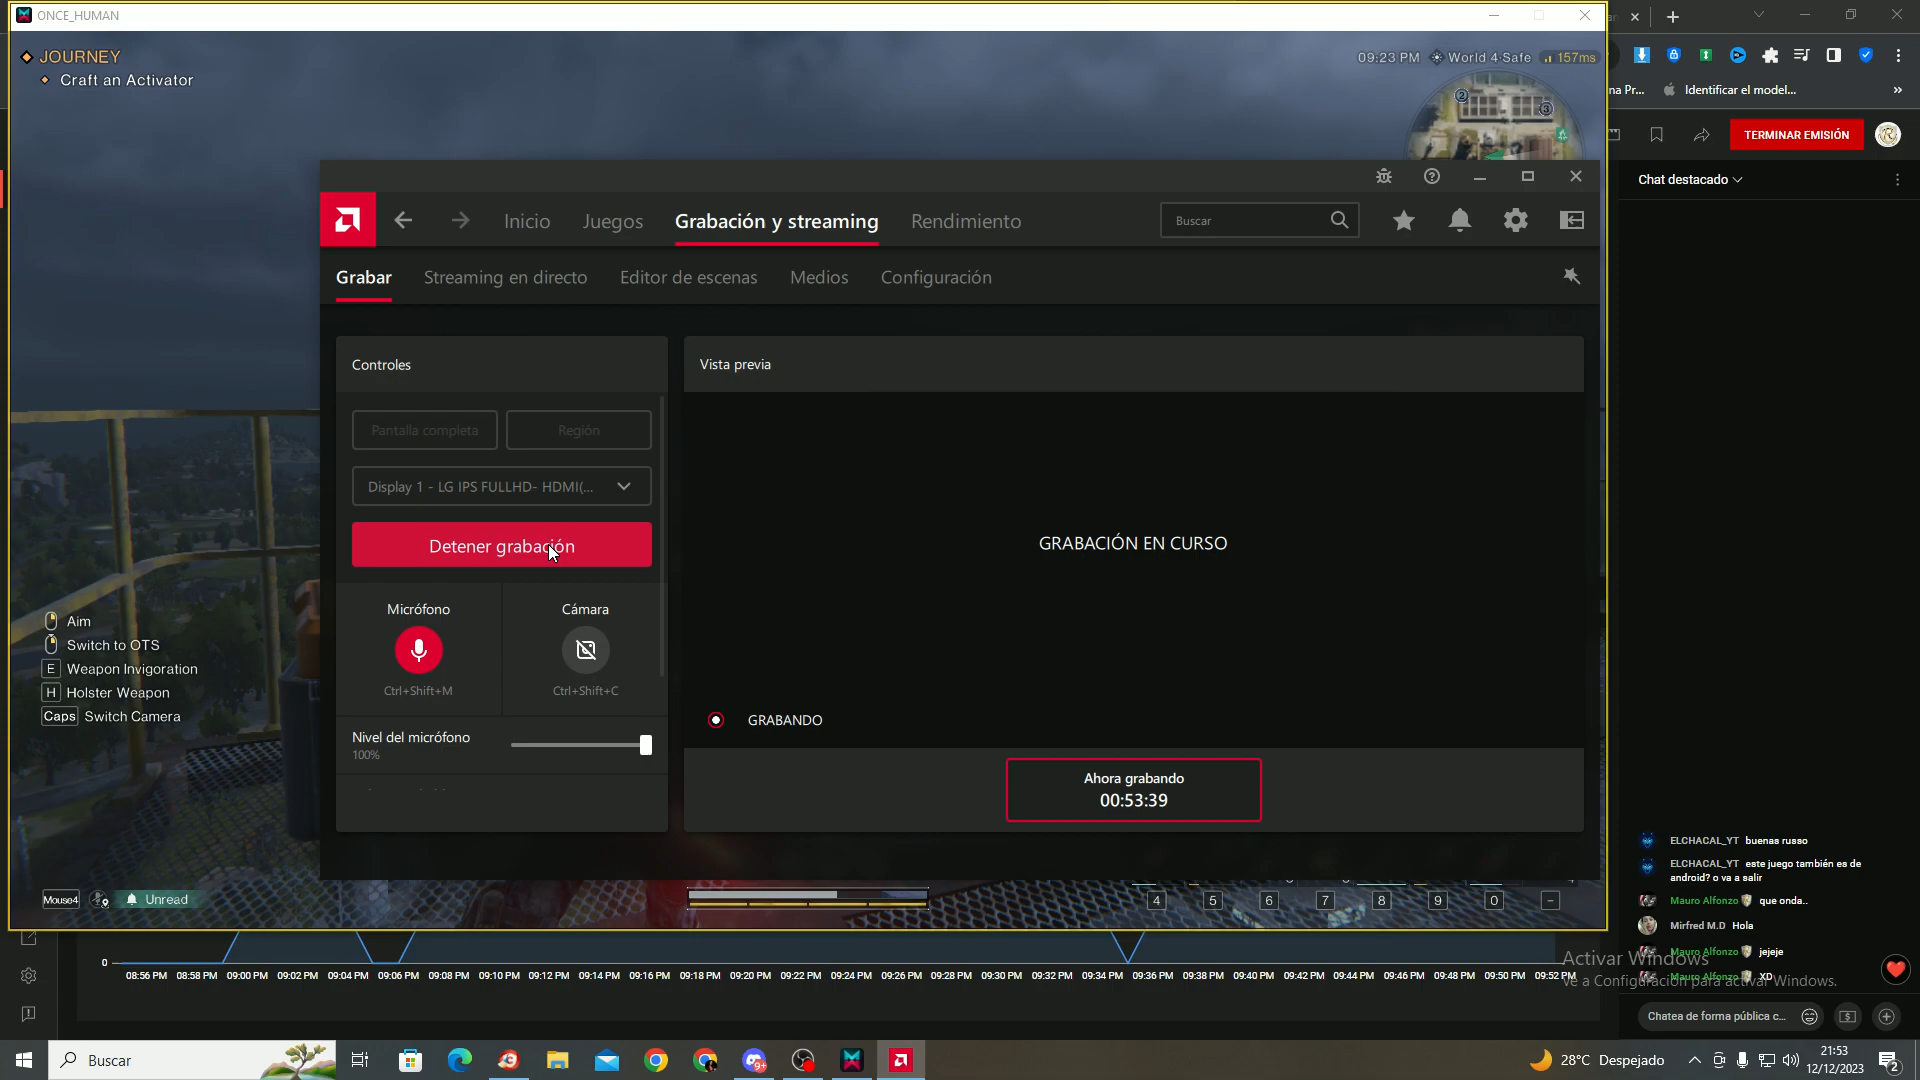 ONCE_HUMAN
JOURNEY
Craft an Activator
09:23 PM World 4-Safe 157ms
2
3
na Pr... Identificar el model... »
TERMINAR EMISIÓN
Chat destacado
Inicio Juegos Grabación y streaming Rendimiento Buscar
Grabar Streaming en directo Editor de escenas Medios Configuración
Controles
Vista previa
Pantalla completa Región
Display 1 - LG IPS FULLHD- HDMI(...
Detener grabación
GRABACIÓN EN CURSO
Micrófono Cámara
Ctrl+Shift+M Ctrl+Shift+C
Nivel del micrófono
100%
GRABANDO
Ahora grabando
00:53:39
Aim
Switch to OTS
E Weapon Invigoration
H Holster Weapon
Caps Switch Camera
Mouse4 Unread
4 5 6 7 8 9 0 -
ELCHACAL_YT buenas russo
ELCHACAL_YT este juego también es de
android? o va a salir
Mauro Alfonzo que onda..
Mirfred M.D Hola
Mauro Alfonzo jejeje
Mauro Alfonzo XD
Activar Windows
Ve a Configuración para activar Windows.
0
08:56 PM 08:58 PM 09:00 PM 09:02 PM 09:04 PM 09:06 PM 09:08 PM 09:10 PM 09:12 PM 09:14 PM 09:16 PM 09:18 PM 09:20 PM 09:22 PM 09:24 PM 09:26 PM 09:28 PM 09:30 PM 09:32 PM 09:34 PM 09:36 PM 09:38 PM 09:40 PM 09:42 PM 09:44 PM 09:46 PM 09:48 PM 09:50 PM 09:52 PM
Chatea de forma pública c...
Buscar
9+
28°C Despejado
21:53
12/12/2023
2